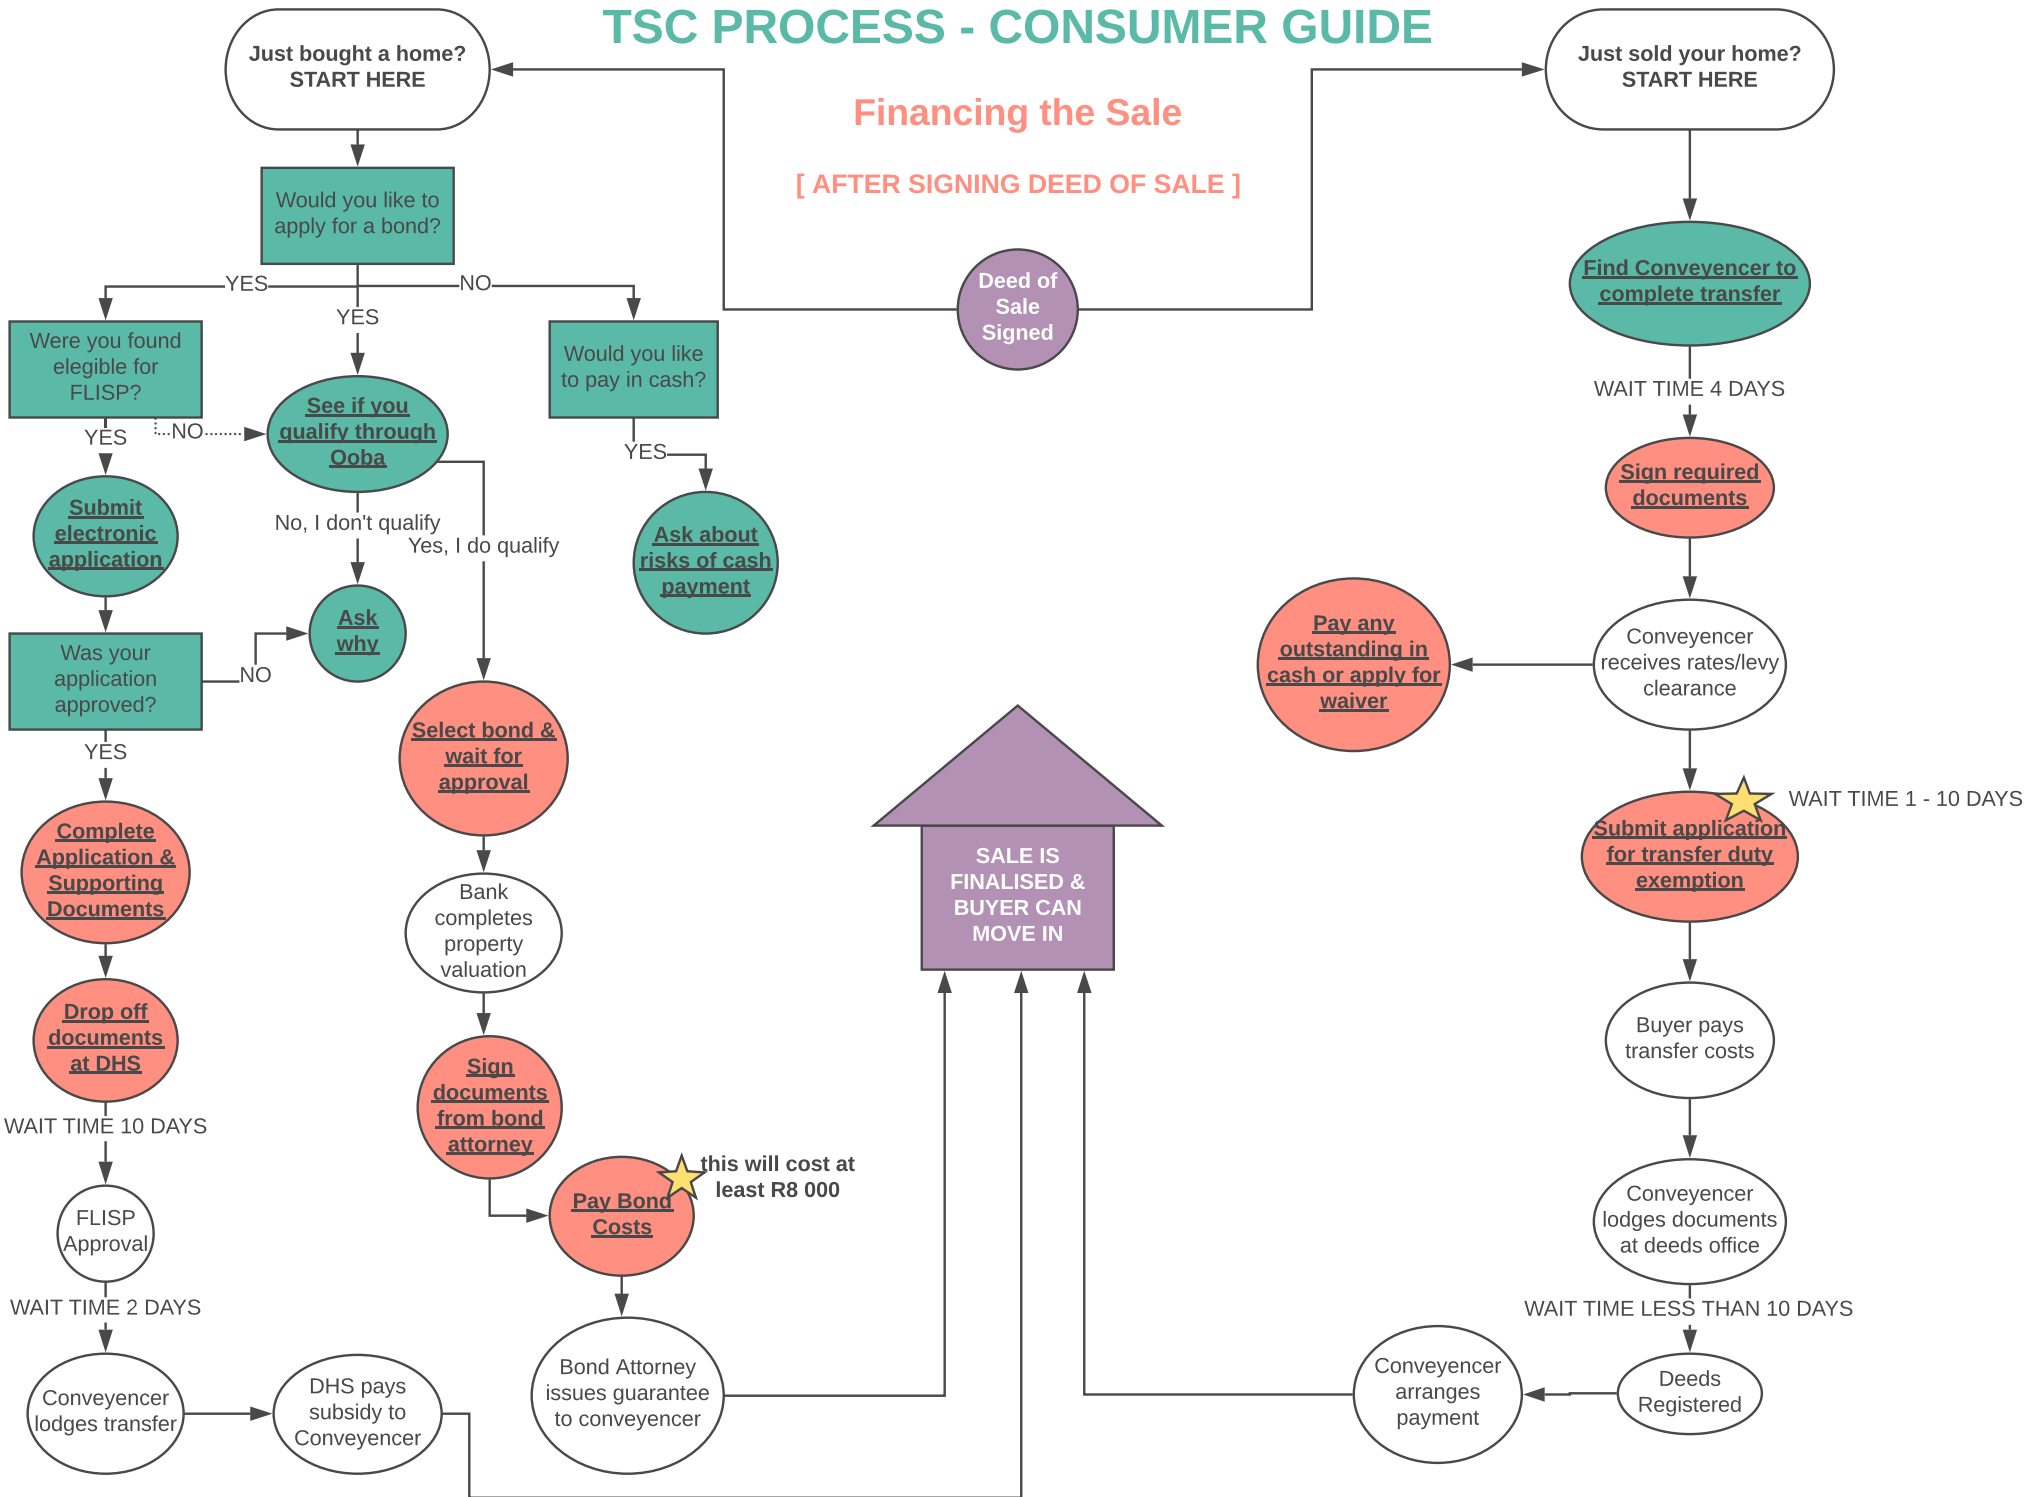 TSC PROCESS - CONSUMER GUIDE
Financing the Sale
[ AFTER SIGNING DEED OF SALE ]
Deed of
Sale
Signed
Just bought a home?
START HERE
Would you like to
apply for a bond?
YES
YES
NO
Were you found
elegible for
FLISP?
YES
NO
See if you
qualify through
Ooba
Would you like
to pay in cash?
YES
Ask about
risks of cash
payment
Submit
electronic
application
No, I don't qualify
Yes, I do qualify
Ask
why
Was your
application
approved?
NO
YES
Complete
Application &
Supporting
Documents
Drop off
documents
at DHS
WAIT TIME 10 DAYS
FLISP
Approval
WAIT TIME 2 DAYS
Conveyencer
lodges transfer
DHS pays
subsidy to
Conveyencer
Select bond &
wait for
approval
Bank
completes
property
valuation
Sign
documents
from bond
attorney
Pay Bond
Costs
this will cost at
least R8 000
Bond Attorney
issues guarantee
to conveyencer
SALE IS
FINALISED &
BUYER CAN
MOVE IN
Just sold your home?
START HERE
Find Conveyencer to
complete transfer
WAIT TIME 4 DAYS
Sign required
documents
Conveyencer
receives rates/levy
clearance
Pay any
outstanding in
cash or apply for
waiver
Submit application
for transfer duty
exemption
WAIT TIME 1 - 10 DAYS
Buyer pays
transfer costs
Conveyencer
lodges documents
at deeds office
WAIT TIME LESS THAN 10 DAYS
Deeds
Registered
Conveyencer
arranges
payment